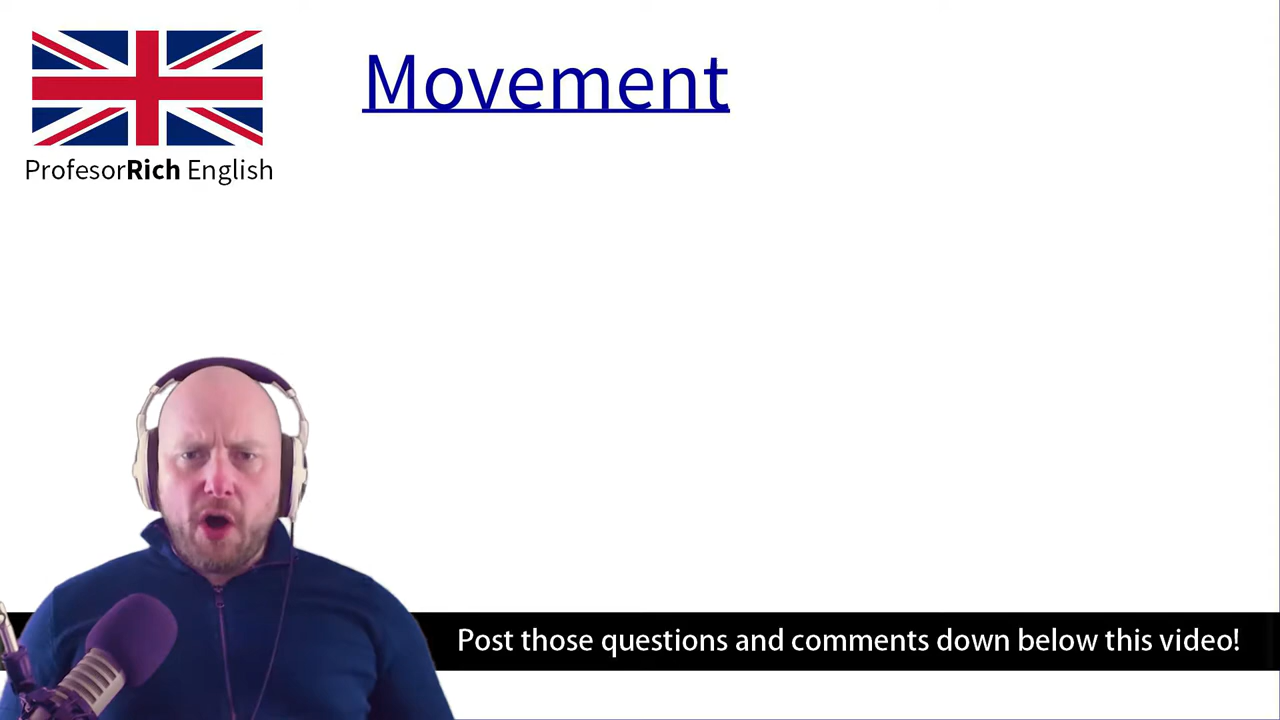 Movement
ProfesorRich English
Post those questions and comments down below this video!